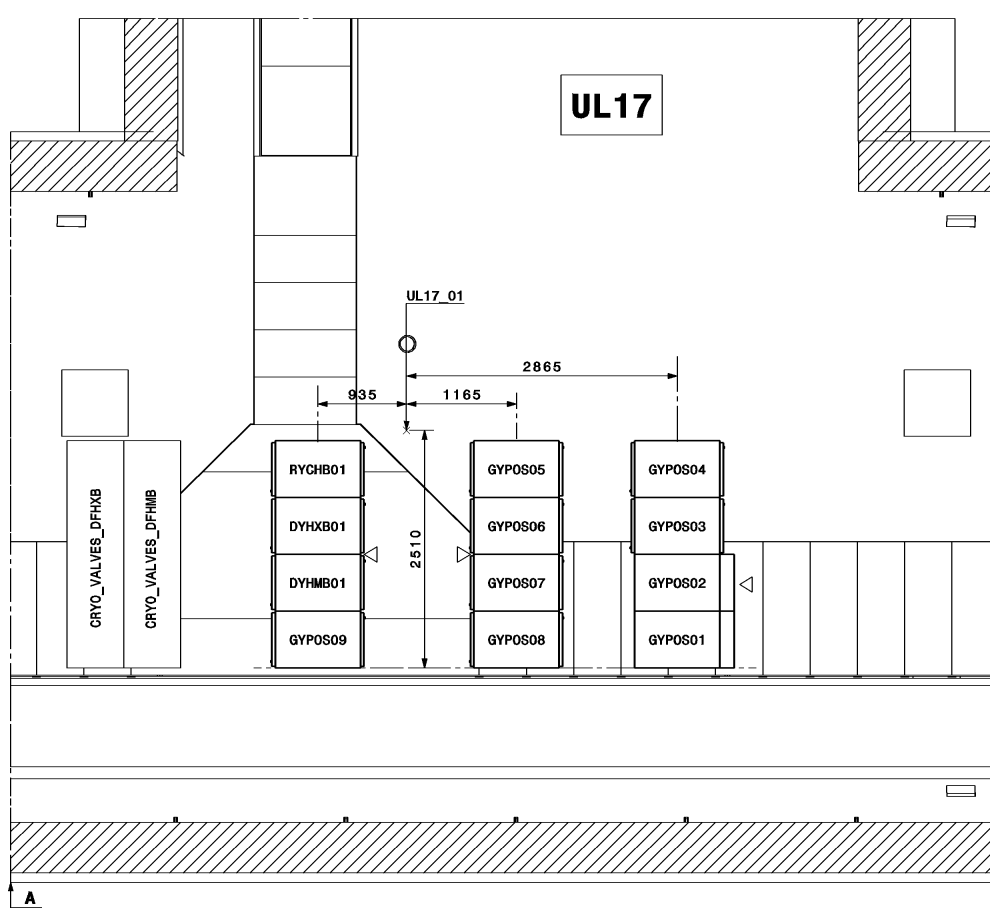 UL17
UL17_01
2865
935
1165
2510
CRYO_VALVES_DFHXB
CRYO_VALVES_DFHMB
RYCHB01
DYHXB01
DYHMB01
GYPOS09
GYPOS05
GYPOS06
GYPOS07
GYPOS08
GYPOS04
GYPOS03
GYPOS02
GYPOS01
A